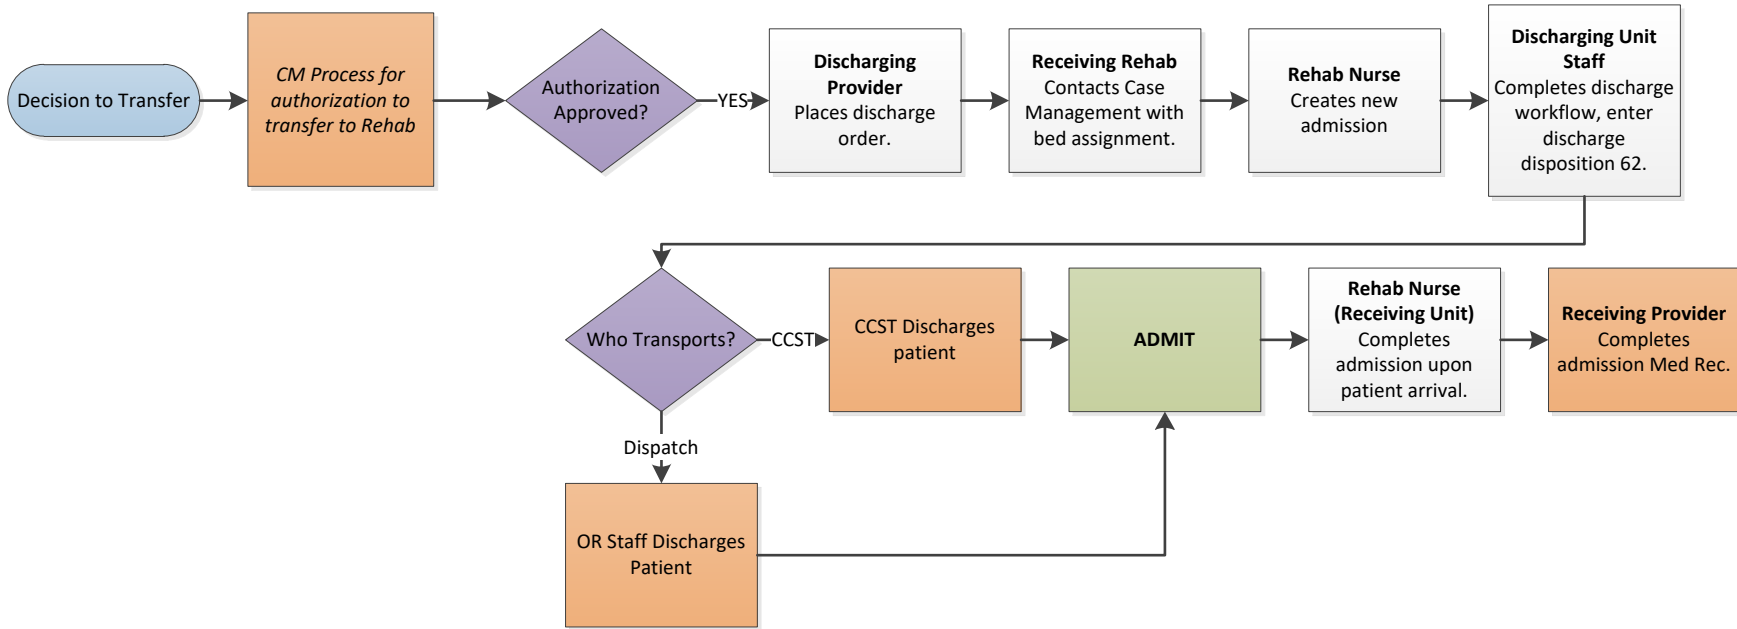 Decision to Transfer
CM Process for
authorization to
transfer to Rehab
Authorization
Approved?
YES
Discharging
Provider
Places discharge
order.
Receiving Rehab
Contacts Case
Management with
bed assignment.
Rehab Nurse
Creates new
admission
Discharging Unit
Staff
Completes discharge
workflow, enter
discharge
disposition 62.
Who Transports?
CCST
CCST Discharges
patient
ADMIT
Rehab Nurse
(Receiving Unit)
Completes
admission upon
patient arrival.
Receiving Provider
Completes
admission Med Rec.
Dispatch
OR Staff Discharges
Patient